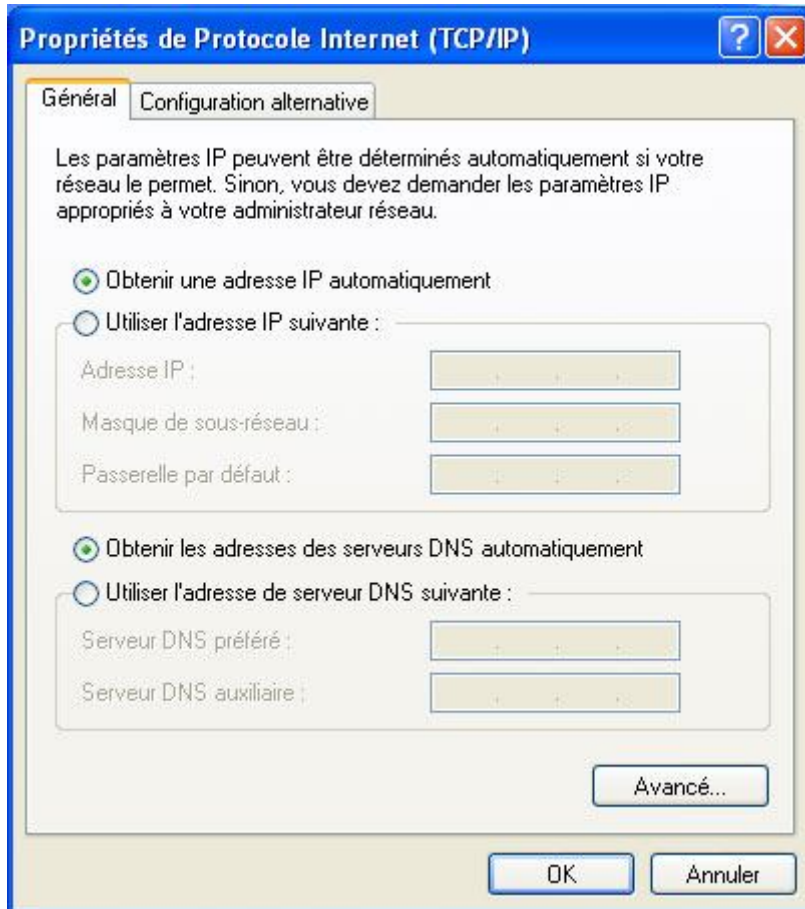 Propriétés de Protocole Internet (TCP/IP)
Général
Configuration alternative
Les paramètres IP peuvent être déterminés automatiquement si votre
réseau le permet. Sinon, vous devez demander les paramètres IP
appropriés à votre administrateur réseau.
Obtenir une adresse IP automatiquement
Utiliser l'adresse IP suivante :
Adresse IP :
Masque de sous-réseau :
Passerelle par défaut :
Obtenir les adresses des serveurs DNS automatiquement
Utiliser l'adresse de serveur DNS suivante :
Serveur DNS préféré :
Serveur DNS auxiliaire :
Avancé...
OK
Annuler